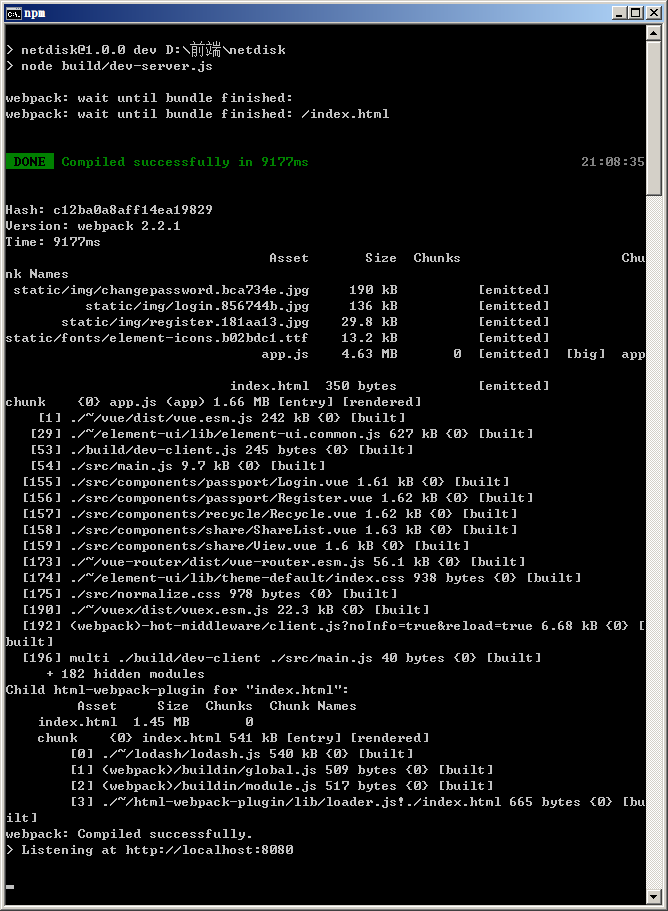 npm
> netdisk@1.0.0 dev D:\前端\netdisk
> node build/dev-server.js
webpack: wait until bundle finished:
webpack: wait until bundle finished: /index.html
DONE Compiled successfully in 9177ms 21:08:35
Hash: c12ba0a8aff14ea19829
Version: webpack 2.2.1
Time: 9177ms
Asset Size Chunks Chu
nk Names
static/img/changepassword.bca734e.jpg 190 kB [emitted]
static/img/login.856744b.jpg 136 kB [emitted]
static/img/register.181aa13.jpg 29.8 kB [emitted]
static/fonts/element-icons.b02bdc1.ttf 13.2 kB [emitted]
app.js 4.63 MB 0 [emitted] [big] app
index.html 350 bytes [emitted]
chunk {0} app.js (app) 1.66 MB [entry] [rendered]
[1] ./~/vue/dist/vue.esm.js 242 kB {0} [built]
[29] ./~/element-ui/lib/element-ui.common.js 627 kB {0} [built]
[53] ./build/dev-client.js 245 bytes {0} [built]
[54] ./src/main.js 9.7 kB {0} [built]
[155] ./src/components/passport/Login.vue 1.61 kB {0} [built]
[156] ./src/components/passport/Register.vue 1.62 kB {0} [built]
[157] ./src/components/recycle/Recycle.vue 1.62 kB {0} [built]
[158] ./src/components/share/ShareList.vue 1.63 kB {0} [built]
[159] ./src/components/share/View.vue 1.6 kB {0} [built]
[173] ./~/vue-router/dist/vue-router.esm.js 56.1 kB {0} [built]
[174] ./~/element-ui/lib/theme-default/index.css 938 bytes {0} [built]
[175] ./src/normalize.css 978 bytes {0} [built]
[190] ./~/vuex/dist/vuex.esm.js 22.3 kB {0} [built]
[192] (webpack)-hot-middleware/client.js?noInfo=true&reload=true 6.68 kB {0} [
built]
[196] multi ./build/dev-client ./src/main.js 40 bytes {0} [built]
+ 182 hidden modules
Child html-webpack-plugin for "index.html":
Asset Size Chunks Chunk Names
index.html 1.45 MB 0
chunk {0} index.html 541 kB [entry] [rendered]
[0] ./~/lodash/lodash.js 540 kB {0} [built]
[1] (webpack)/buildin/global.js 509 bytes {0} [built]
[2] (webpack)/buildin/module.js 517 bytes {0} [built]
[3] ./~/html-webpack-plugin/lib/loader.js!./index.html 665 bytes {0} [bu
ilt]
webpack: Compiled successfully.
> Listening at http://localhost:8080